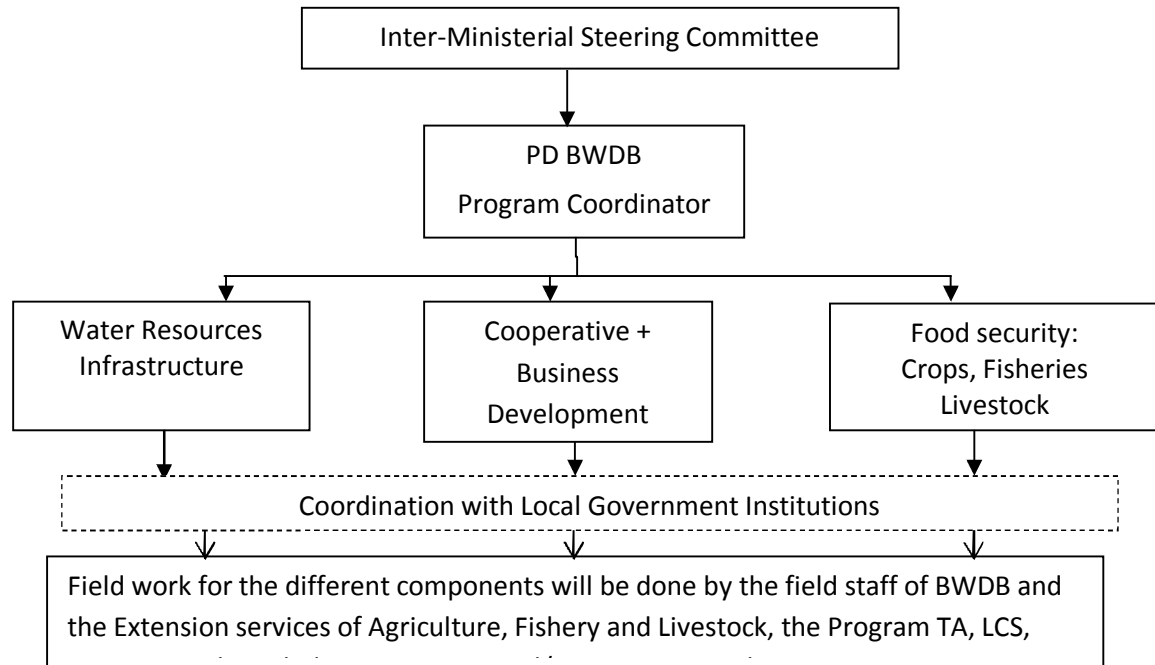 Inter-Ministerial Steering Committee
PD BWDB
Program Coordinator
Water Resources
Infrastructure
Cooperative +
Business
Development
Food security:
Crops, Fisheries
Livestock
Coordination with Local Government Institutions
Field work for the different components will be done by the field staff of BWDB and
the Extension services of Agriculture, Fishery and Livestock, the Program TA, LCS,